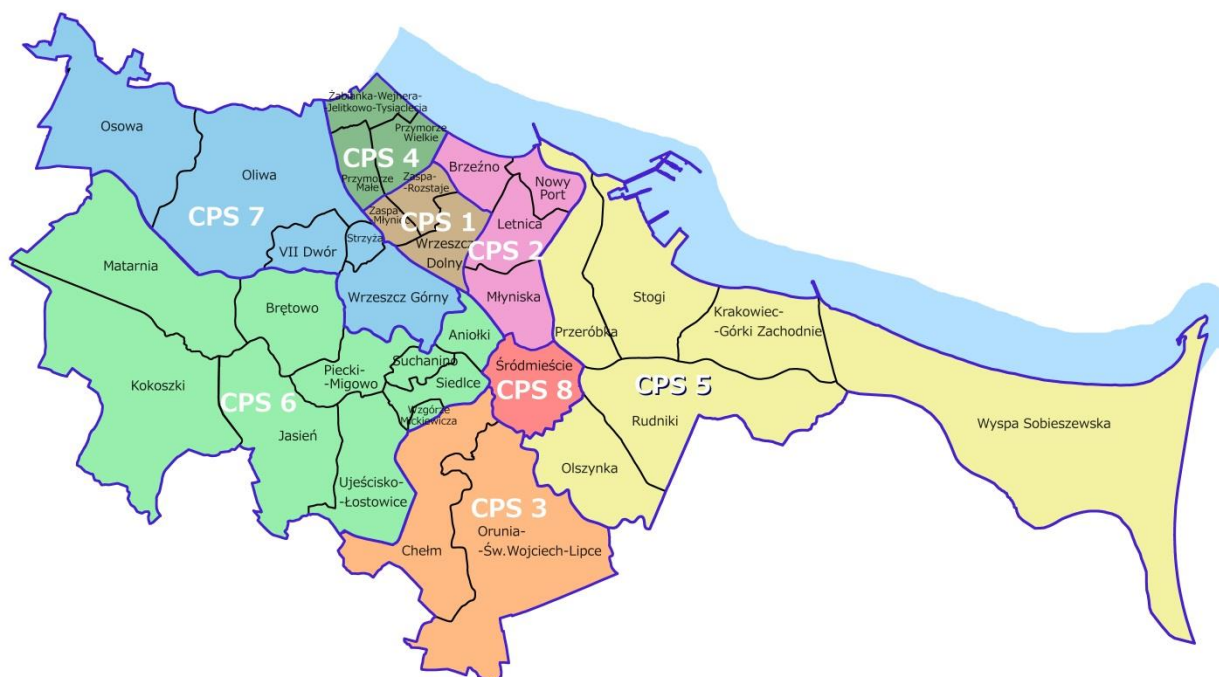 Żabianka-Wejhera-
-Jelitkowo-Tysiąclecia
Osowa
Przymorze
Wielkie
CPS 4
Brzeźno
Oliwa
Przymorze
Małe
Zaspa-
-Rozstaje
Nowy
Port
CPS 7
Zaspa
Młyniec
CPS 1
Letnica
Strzyża
VII Dwór
Wrzeszcz
Dolny
CPS 2
Matarnia
Wrzeszcz Górny
Młyniska
Stogi
Brętowo
Krakowiec-
-Górki Zachodnie
Aniołki
Przeróbka
Suchanino
Śródmieście
Piecki-
-Migowo
Siedlce
Kokoszki
CPS 8
CPS 5
CPS 6
Wzgórze
Mickiewicza
Rudniki
Wyspa Sobieszewska
Jasień
Olszynka
Ujeścisko-
-Łostowice
CPS 3
Orunia-
-Św.Wojciech-Lipce
Chełm